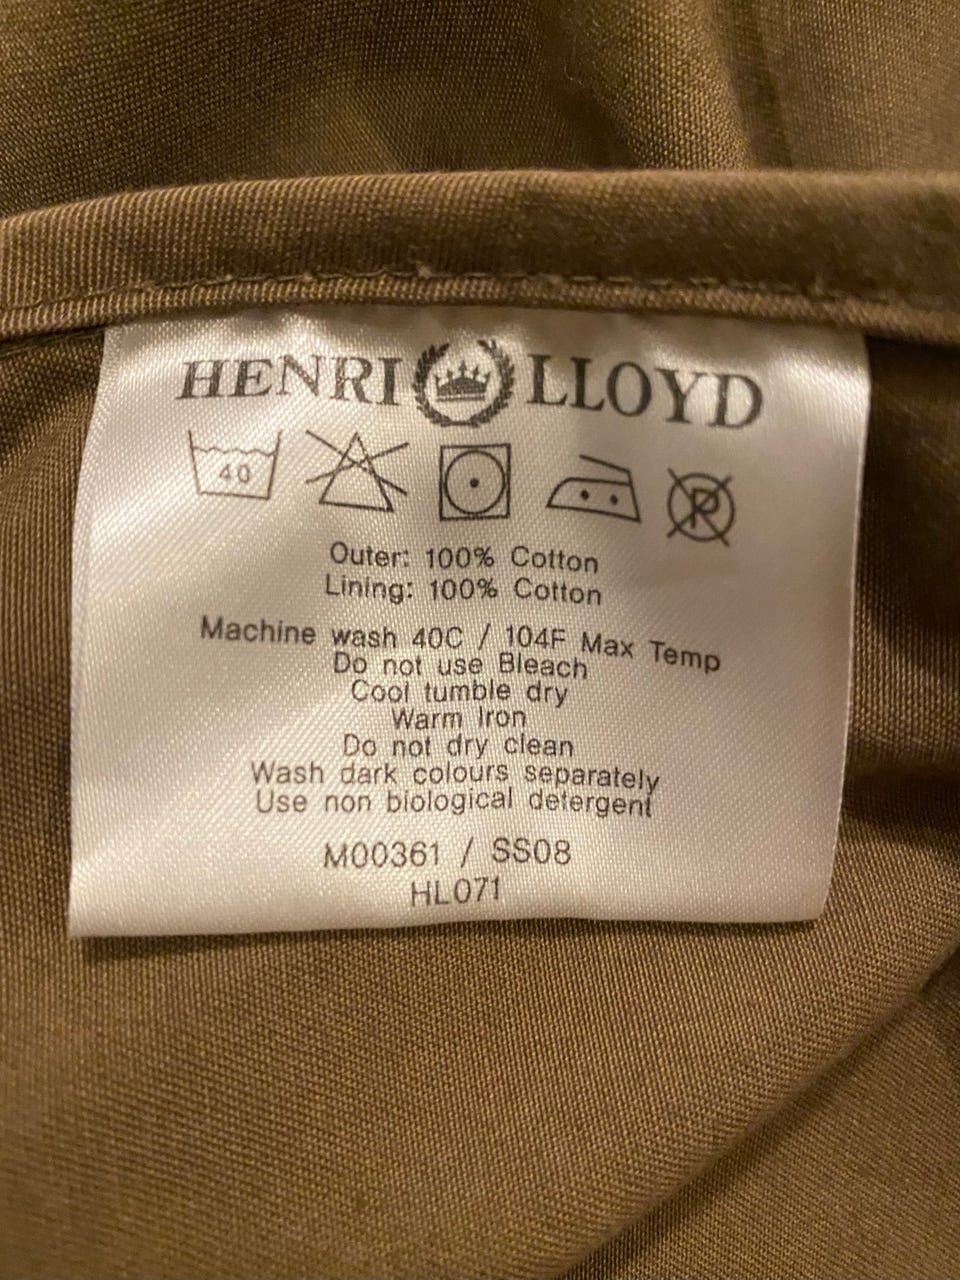 HENRI LLOYD
40 P
Outer: 100% Cotton
Lining: 100% Cotton
Machine wash 40C / 104F Max Temp
Do not use Bleach
Cool tumble dry
Warm Iron
Do not dry clean
Wash dark colours separately
Use non biological detergent
M00361 / SS08
HL071